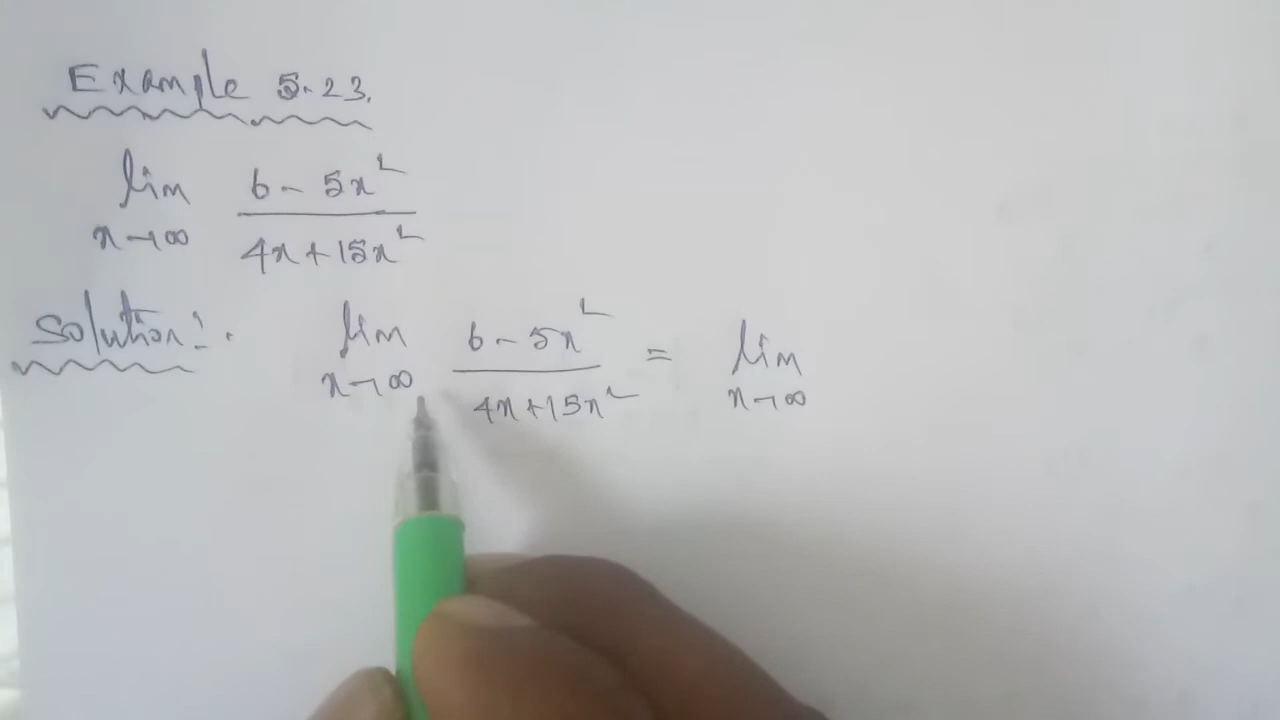 Example 5.23.
lim x→∞ (6 - 5x²)/(4x + 15x²)
Solution:. lim x→∞ (6 - 5x²)/(4x + 15x²) = lim x→∞